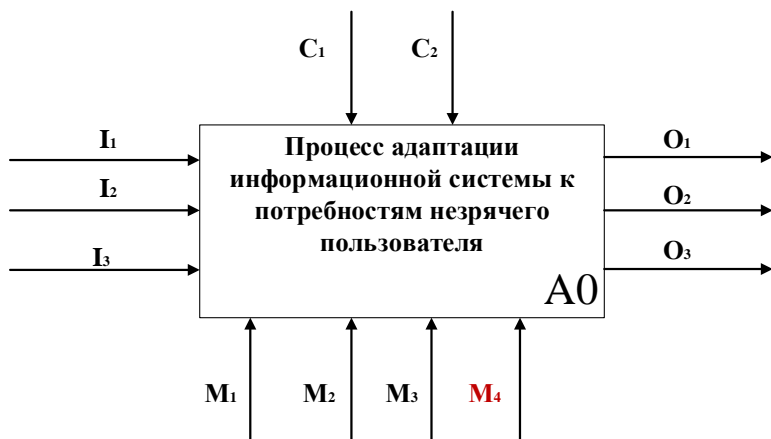 C₁ C₂
I₁
I₂
I₃
Процесс адаптации
информационной системы к
потребностям незрячего
пользователя
A0
O₁
O₂
O₃
M₁ M₂ M₃ M₄